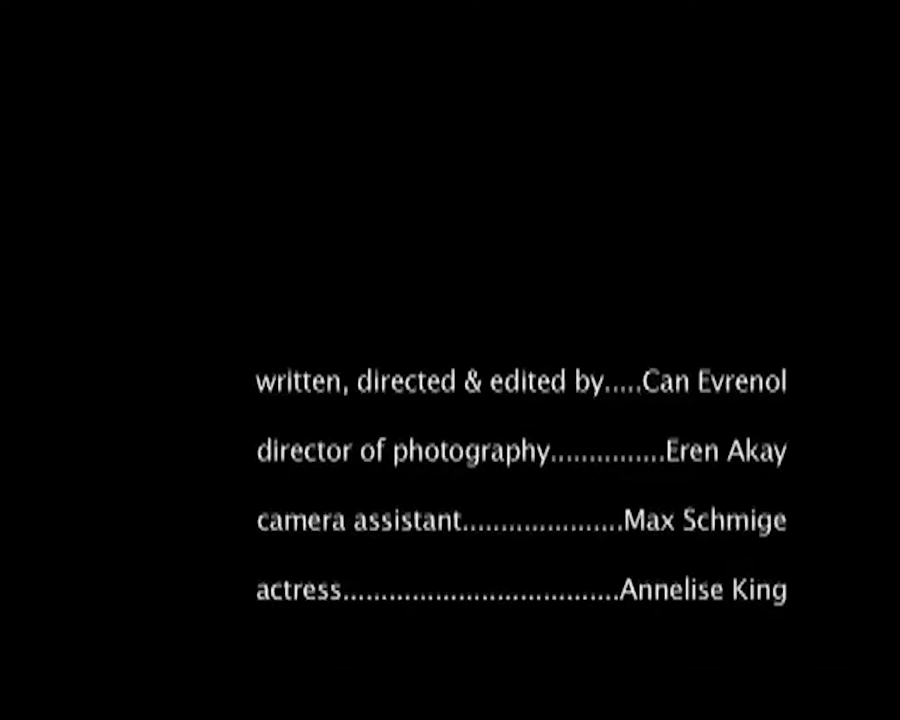 written, directed & edited by.....Can Evrenol
director of photography...............Eren Akay
camera assistant.....................Max Schmige
actress....................................Annelise King